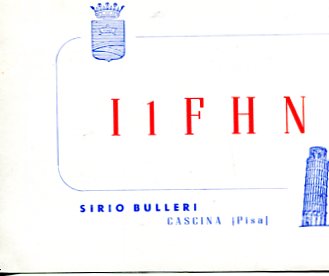 I1FHN
SIRIO BULLERI
CASCINA (Pisa)